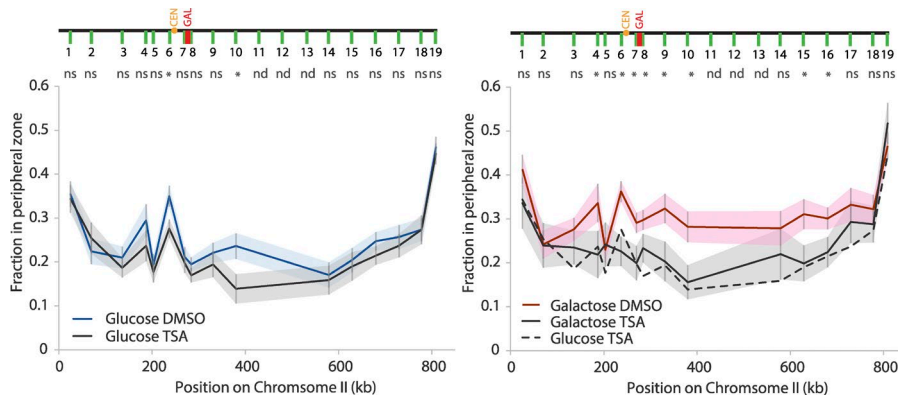 CEN
GAL
1 2 3 4 5 6 7 8 9 10 11 12 13 14 15 16 17 18 19
ns ns ns ns ns * ns ns ns * nd nd nd ns ns ns ns ns ns
Fraction in peripheral zone
0.6
0.5
0.4
0.3
0.2
0.1
0
Glucose DMSO
Glucose TSA
0 200 400 600 800
Position on Chromsome II (kb)
CEN
GAL
1 2 3 4 5 6 7 8 9 10 11 12 13 14 15 16 17 18 19
ns ns ns * ns * * * * * nd nd nd ns * * ns ns ns
Fraction in peripheral zone
0.6
0.5
0.4
0.3
0.2
0.1
0
Galactose DMSO
Galactose TSA
Glucose TSA
0 200 400 600 800
Position on Chromsome II (kb)